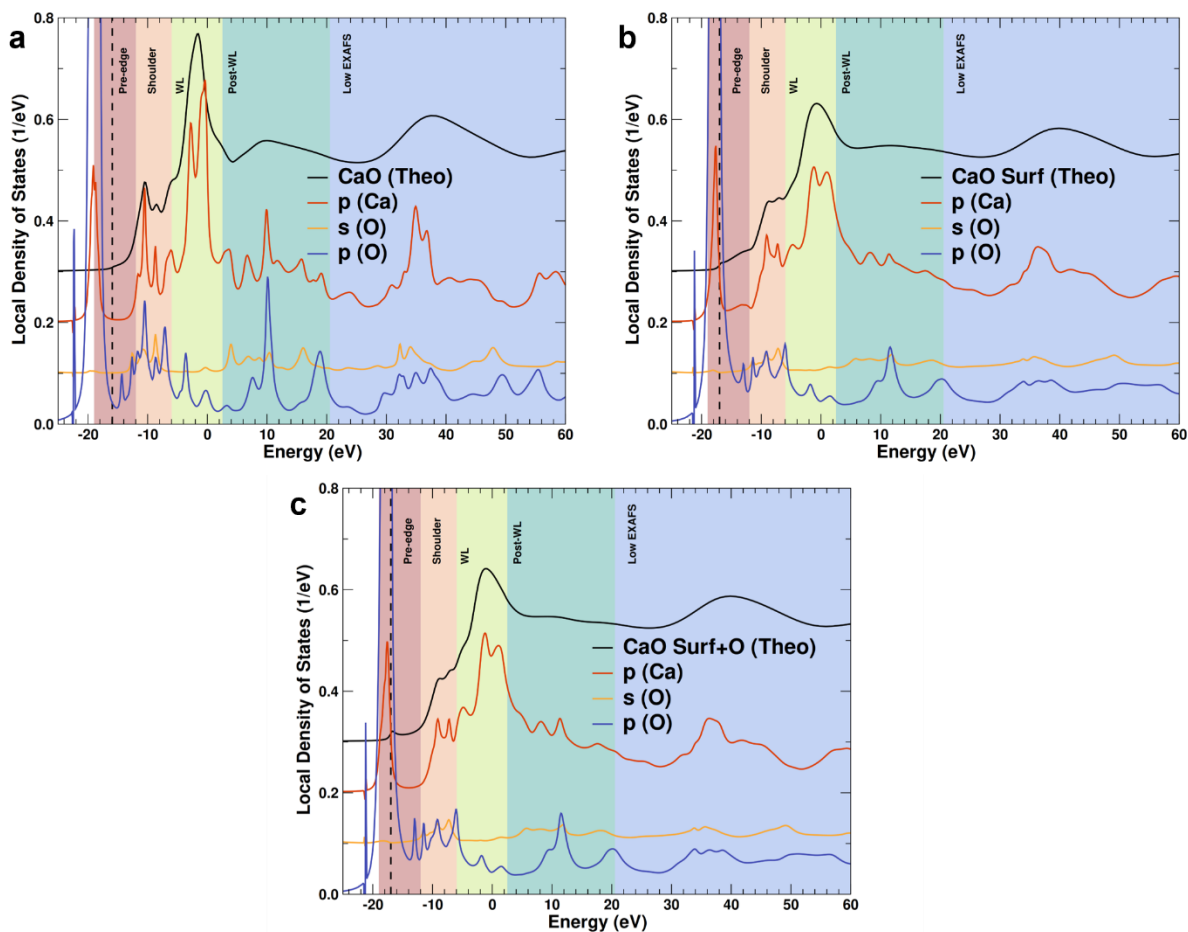 a
Local Density of States (1/eV)
0.8
0.6
0.4
0.2
0.0
Pre-edge
Shoulder
WL
Post-WL
Low EXAFS
CaO (Theo)
p (Ca)
s (O)
p (O)
-20 -10 0 10 20 30 40 50 60
Energy (eV)
b
Local Density of States (1/eV)
0.8
0.6
0.4
0.2
0.0
Pre-edge
Shoulder
WL
Post-WL
Low EXAFS
CaO Surf (Theo)
p (Ca)
s (O)
p (O)
-20 -10 0 10 20 30 40 50 60
Energy (eV)
c
Local Density of States (1/eV)
0.8
0.6
0.4
0.2
0.0
Pre-edge
Shoulder
WL
Post-WL
Low EXAFS
CaO Surf+O (Theo)
p (Ca)
s (O)
p (O)
-20 -10 0 10 20 30 40 50 60
Energy (eV)